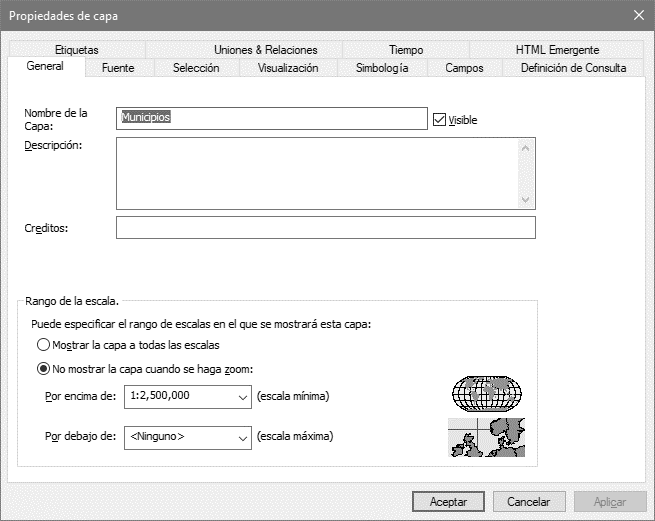 Propiedades de capa
Etiquetas Uniones & Relaciones Tiempo HTML Emergente
General Fuente Selección Visualización Simbología Campos Definición de Consulta
Nombre de la
Capa:
Municipios
Visible
Descripción:
Creditos:
Rango de la escala.
Puede especificar el rango de escalas en el que se mostrará esta capa:
Mostrar la capa a todas las escalas
No mostrar la capa cuando se haga zoom:
Por encima de: 1:2,500,000 (escala mínima)
Por debajo de: <Ninguno> (escala máxima)
Aceptar Cancelar Aplicar